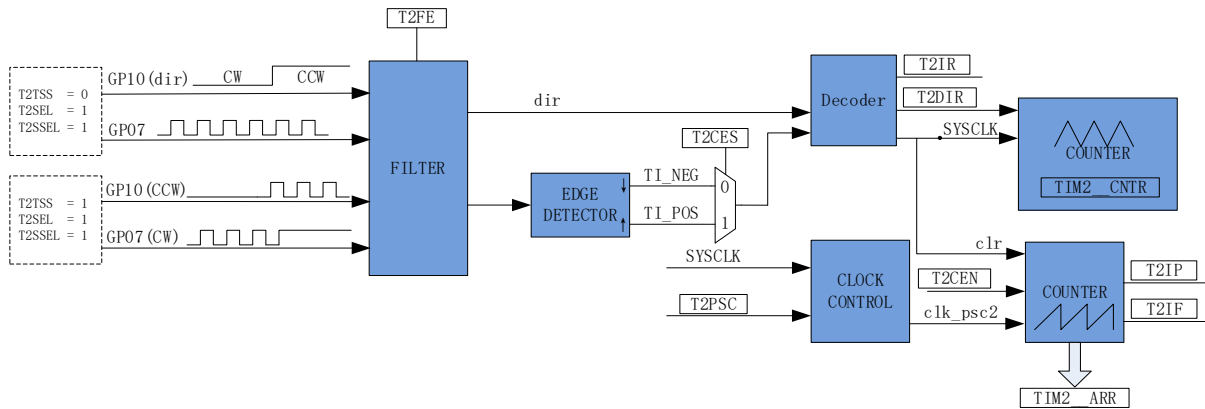 T2FE
GP10(dir) CW CCW
T2TSS = 0
T2SEL = 1
T2SSEL = 1
GP07
FILTER
dir
Decoder
T2IR
T2DIR
SYSCLK
COUNTER
TIM2__CNTR
T2CES
TI_NEG
0
EDGE
DETECTOR
TI_POS
1
GP10(CCW)
T2TSS = 1
T2SEL = 1
T2SSEL = 1
GP07(CW)
SYSCLK
T2PSC
CLOCK
CONTROL
clr
T2CEN
clk_psc2
COUNTER
T2IP
T2IF
TIM2__ARR